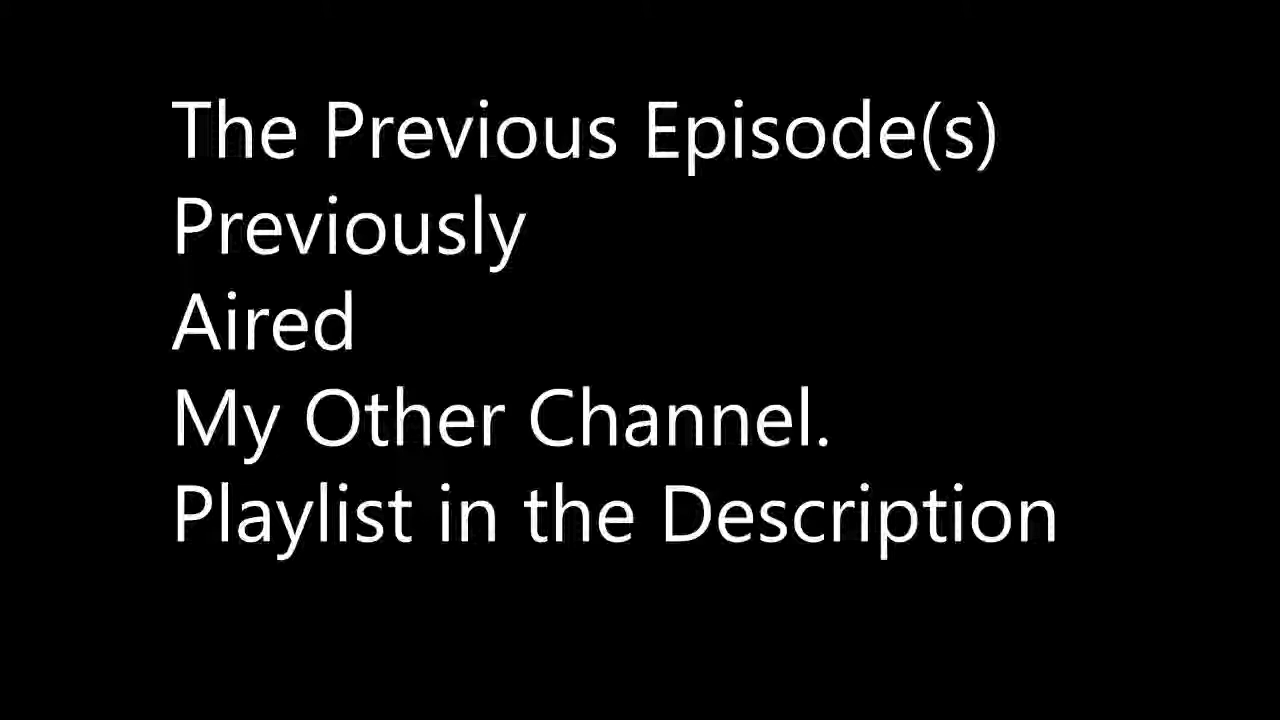 The Previous Episode(s)
Previously
Aired
My Other Channel.
Playlist in the Description